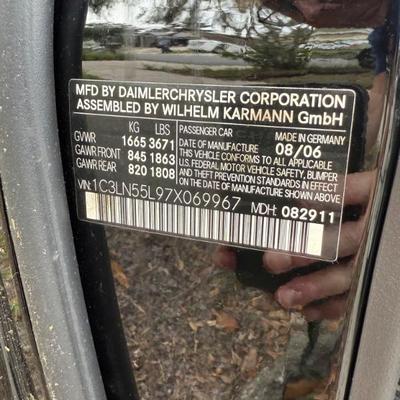 MFD BY DAIMLERCHRYSLER CORPORATION
ASSEMBLED BY WILHELM KARMANN GmbH
KG LBS PASSENGER CAR MADE IN GERMANY
GVWR 1665 3671 DATE OF MANUFACTURE 08/06
GAWR FRONT 845 1863 THIS VEHICLE CONFORMS TO ALL APPLICABLE
GAWR REAR 820 1808 FEDERAL MOTOR VEHICLE SAFETY, BUMPER AND THEFT PREVENTION STANDARDS IN EFFECT ON THE DATE OF MANUFACTURE SHOWN ABOVE
VIN: 1C3LN55L97X069967 MDH: 082911